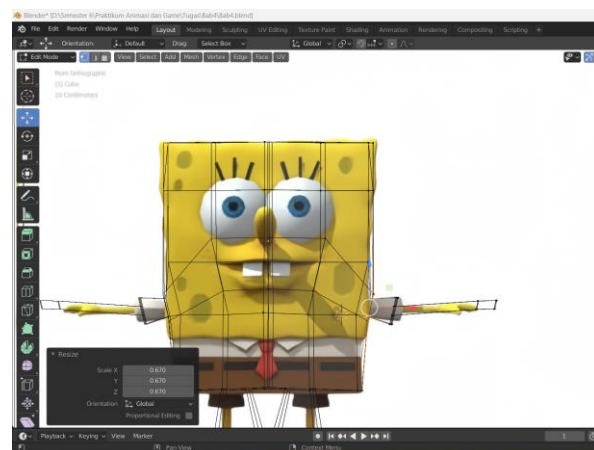 Blender* [D:\Semester 6\Praktikum Animasi dan Game\Tugas\Bab4\Bab4.blend]
File Edit Render Window Help Layout Modeling Sculpting UV Editing Texture Paint Shading Animation Rendering Compositing Scripting +
Orientation: Default Drag: Select Box Global
Edit Mode View Select Add Mesh Vertex Edge Face UV
Front Orthographic
(1) Cube
10 Centimeters
Resize
Scale X 0.670
Y 0.670
Z 0.670
Orientation Global
Proportional Editing
Playback Keying View Marker 1
Pan View Context Menu